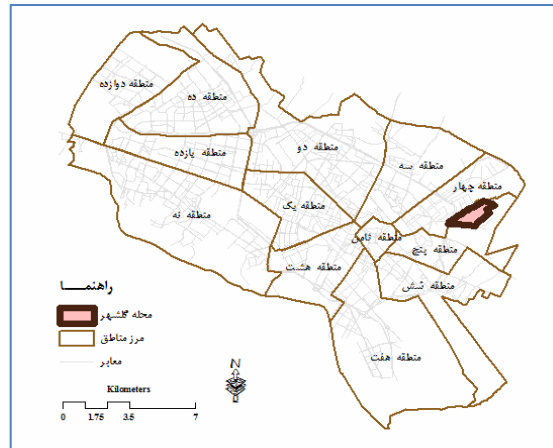 منطقه دوازده
منطقه ده
منطقه یازده
منطقه دو
منطقه سه
منطقه چهار
منطقه نه
منطقه یک
منطقه ثامن
منطقه پنج
منطقه هشت
منطقه شش
منطقه هفت
راهنمـــا
محله گلشهر
مرز مناطق
معابر
N
Kilometers
0 1.75 3.5 7